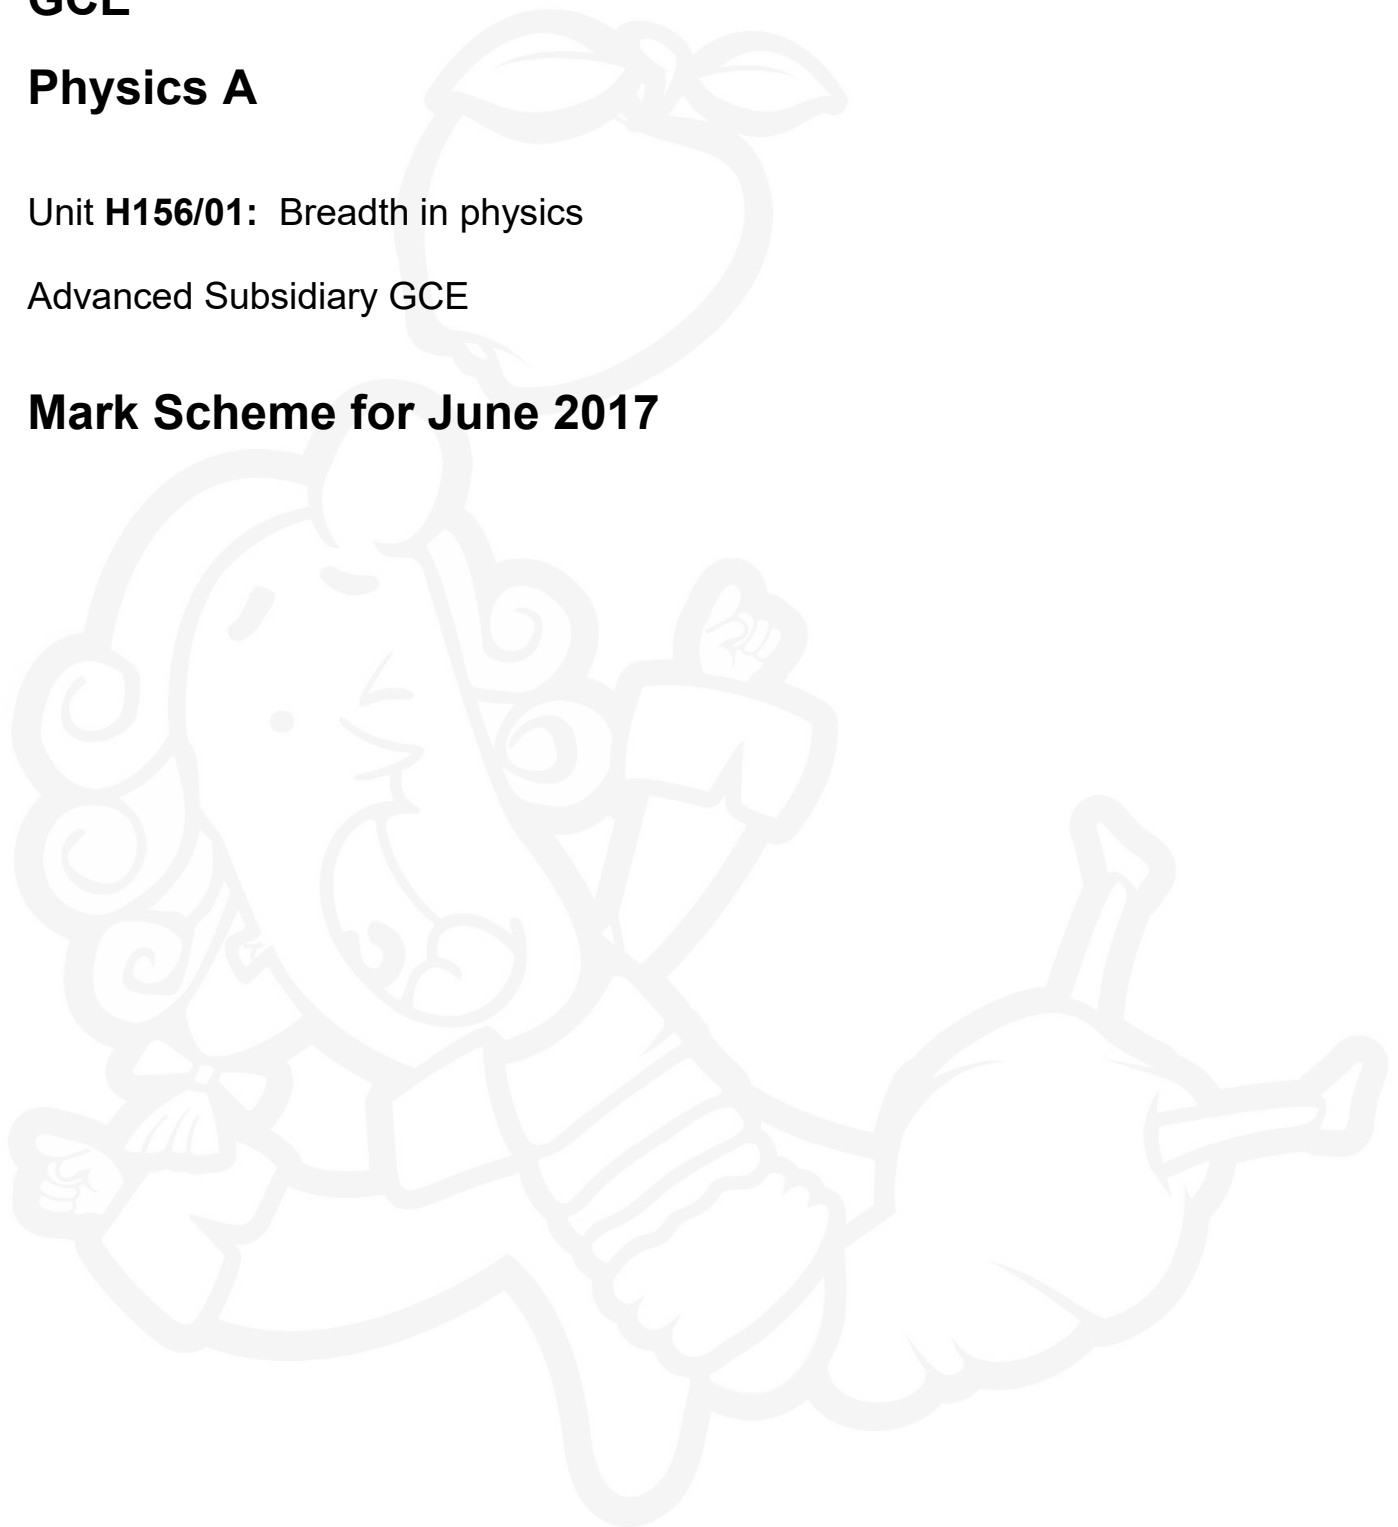 GCE
Physics A
Unit H156/01: Breadth in physics
Advanced Subsidiary GCE
Mark Scheme for June 2017